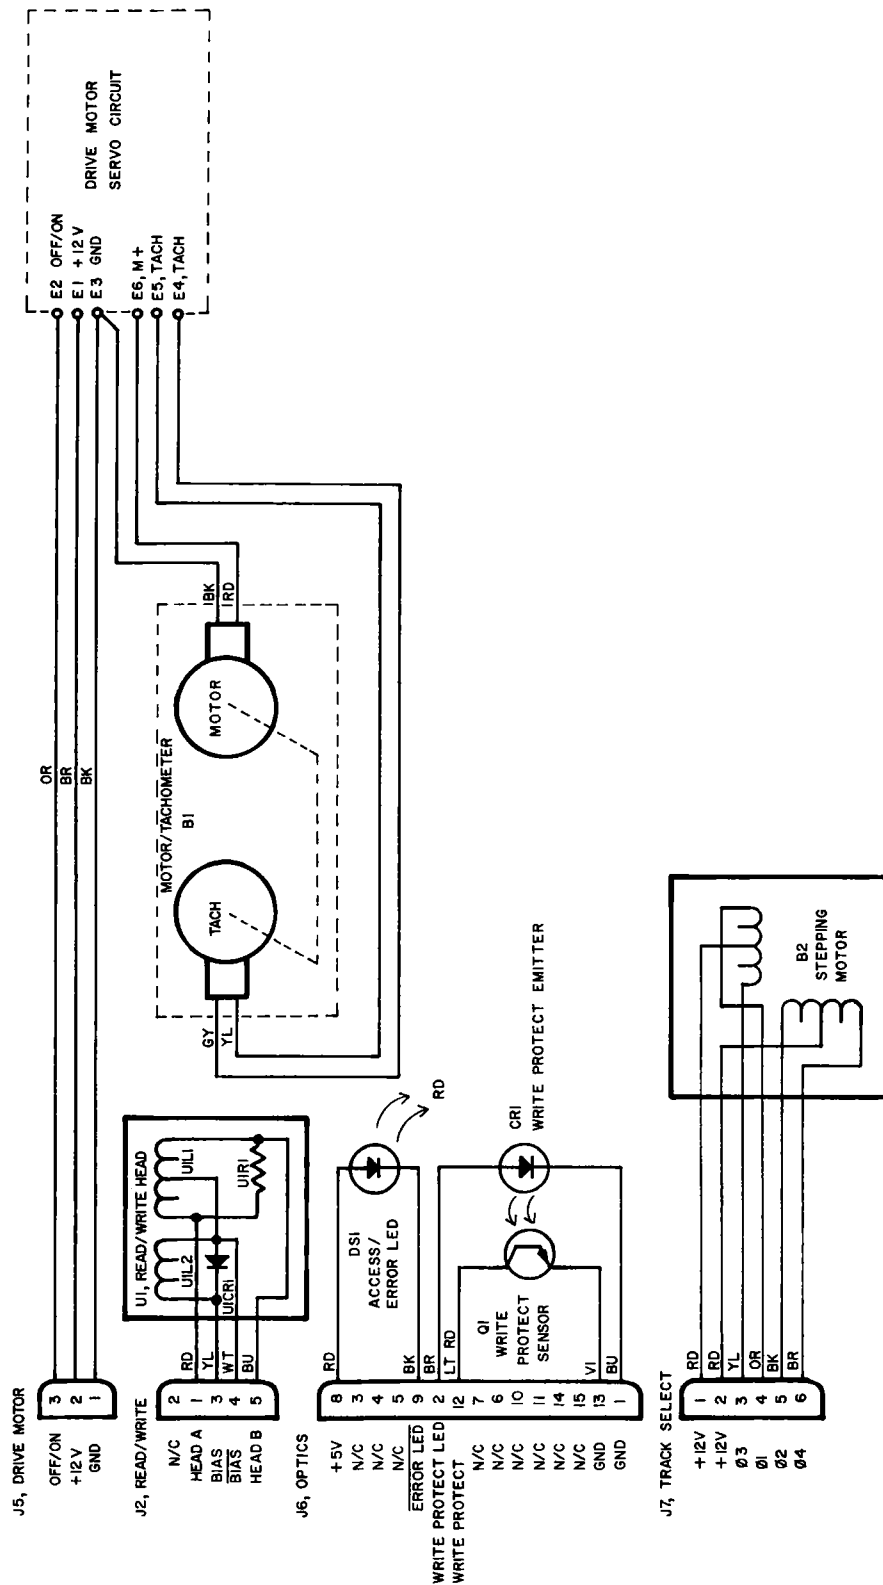 J5, DRIVE MOTOR
OFF/ON 3
+12V 2
GND 1
OR
BR
BK
E2 OFF/ON
E1 +12V
E3 GND
DRIVE MOTOR
SERVO CIRCUIT
E6, M+
E5, TACH
E4, TACH
MOTOR/TACHOMETER
B1
TACH
MOTOR
GY
YL
BK
RD
J2, READ/WRITE
N/C 2
HEAD A 1 RD
BIAS 3 YL
BIAS 4 WT
HEAD B 5 BU
U1, READ/WRITE HEAD
U1L1
U1L2
U1CR1
U1R1
J6, OPTICS
+5V 8 RD
N/C 3
N/C 4
N/C 5
ERROR LED 9 BK
WRITE PROTECT LED 2 BR
WRITE PROTECT 12 LT RD
N/C 7
N/C 6
N/C 10
N/C 11
N/C 14
N/C 15
GND 13 VI
GND 1 BU
DS1
ACCESS/
ERROR LED
RD
Q1
WRITE
PROTECT
SENSOR
CR1
WRITE PROTECT EMITTER
J7, TRACK SELECT
+12V 1 RD
+12V 2 RD
Ø3 3 YL
Ø1 4 OR
Ø2 5 BK
Ø4 6 BR
B2
STEPPING
MOTOR